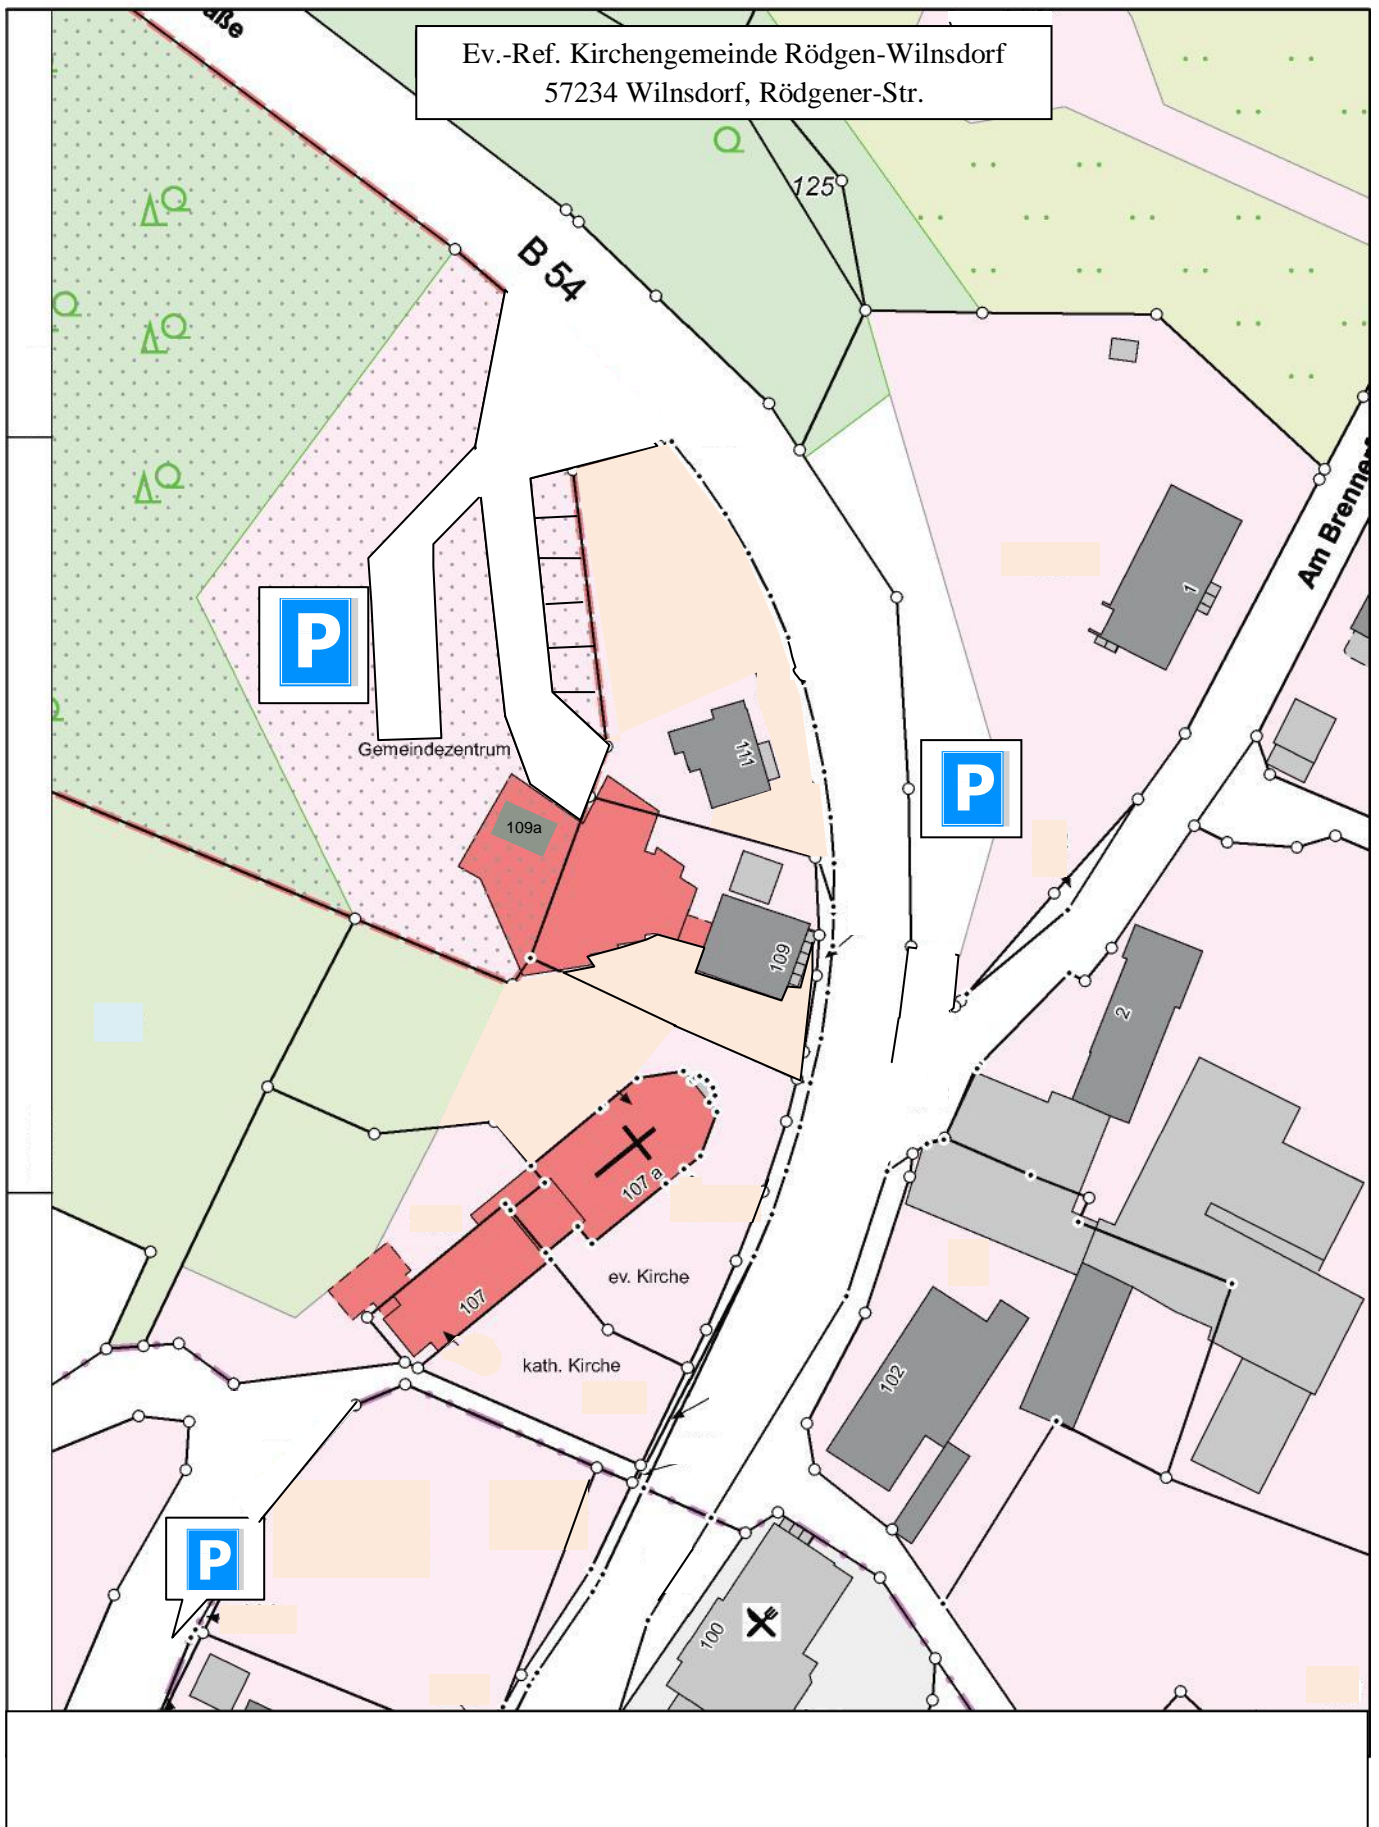 aße
Ev.-Ref. Kirchengemeinde Rödgen-Wilnsdorf
57234 Wilnsdorf, Rödgener-Str.
125
B 54
Am Brenner
1
P
Gemeindezentrum
111
P
109a
109
2
107 a
ev. Kirche
107
kath. Kirche
102
P
100